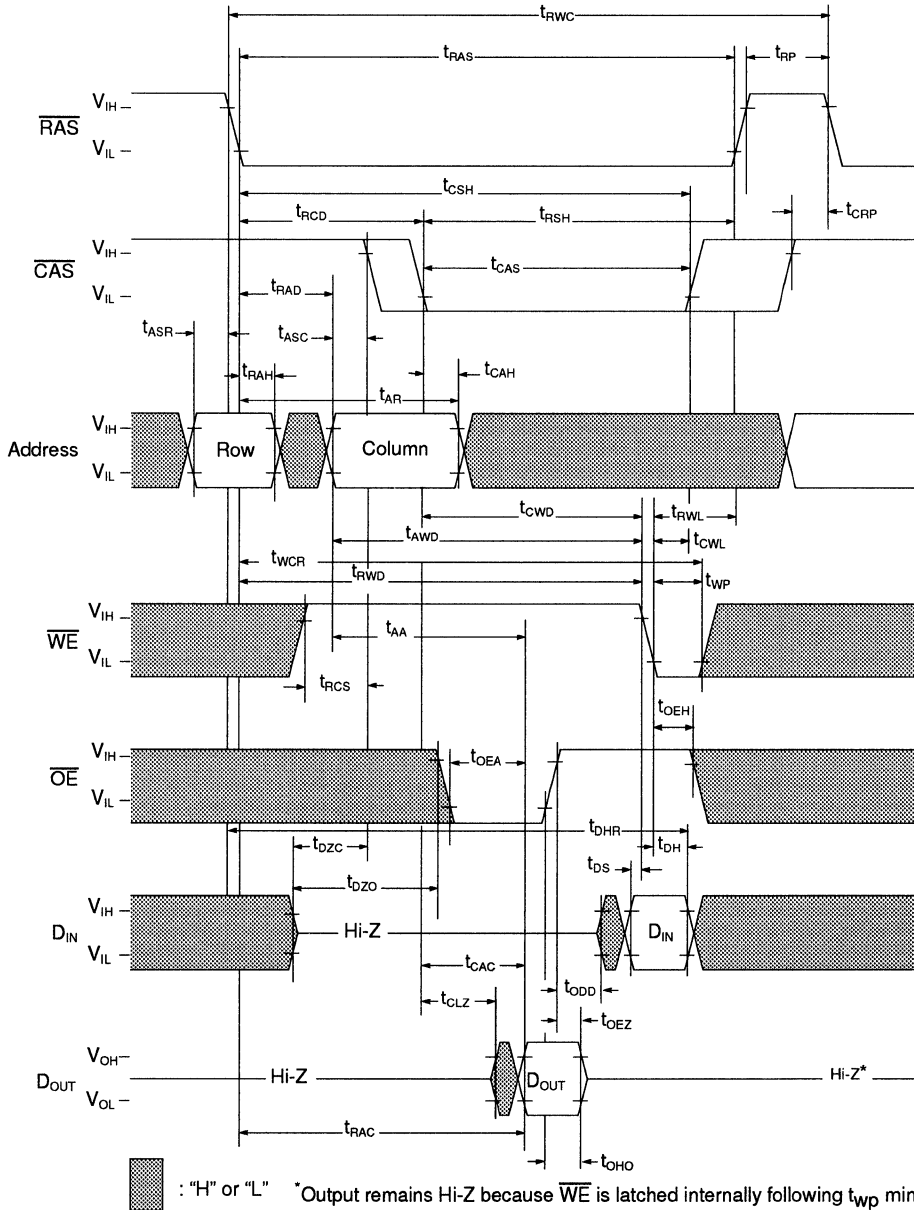 tRWC
tRAS
tRP
VIH
RAS
VIL
tCSH
tRCD
tRSH
tCRP
VIH
CAS
tCAS
VIL
tRAD
tASR
tASC
tRAH
tCAH
tAR
VIH
Address
Row
Column
VIL
tCWD
tRWL
tAWD
tCWL
tWCR
tRWD
tWP
VIH
WE
tAA
VIL
tRCS
tOEH
VIH
OE
tOEA
VIL
tDHR
tDZC
tDH
tDS
tDZO
VIH
DIN
Hi-Z
DIN
VIL
tCAC
tODD
tCLZ
tOEZ
VOH
Hi-Z
DOUT
Hi-Z*
DOUT
VOL
tRAC
tOHO
: "H" or "L" *Output remains Hi-Z because WE is latched internally following twp min